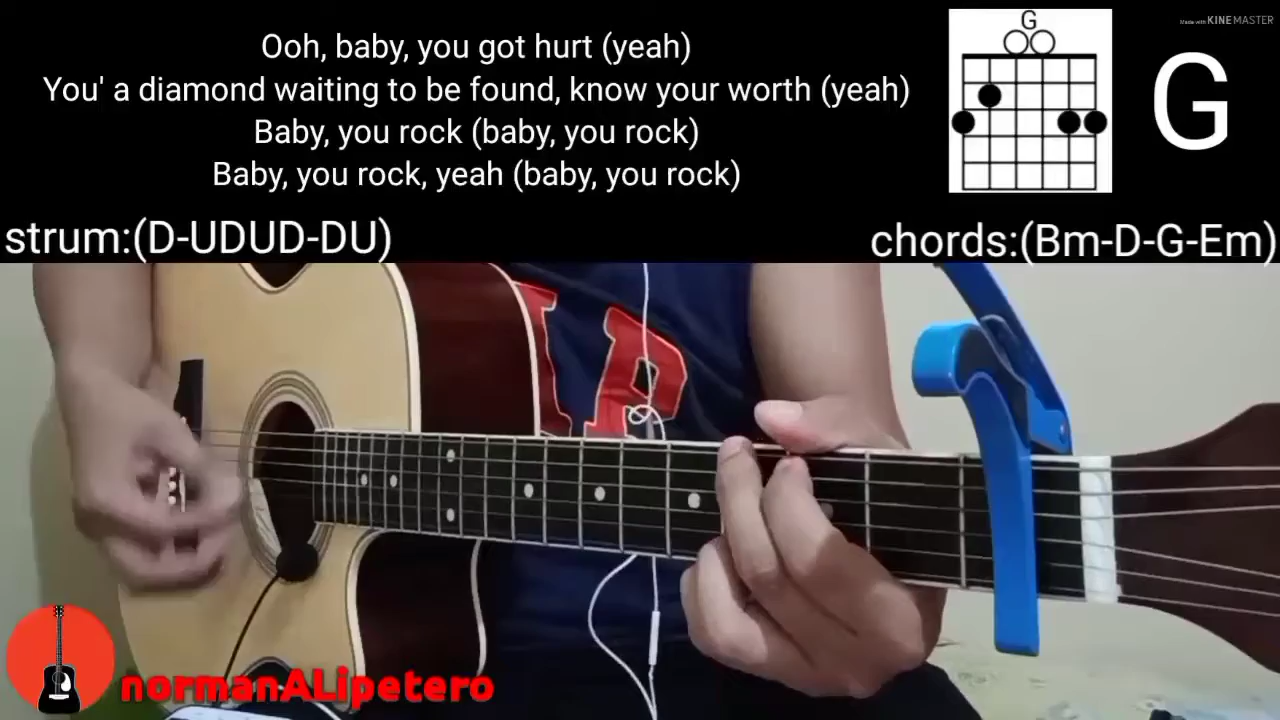 Ooh, baby, you got hurt (yeah)
You' a diamond waiting to be found, know your worth (yeah)
Baby, you rock (baby, you rock)
Baby, you rock, yeah (baby, you rock)
G
G
Made with KINEMASTER
strum:(D-UDUD-DU)
chords:(Bm-D-G-Em)
normanALipetero